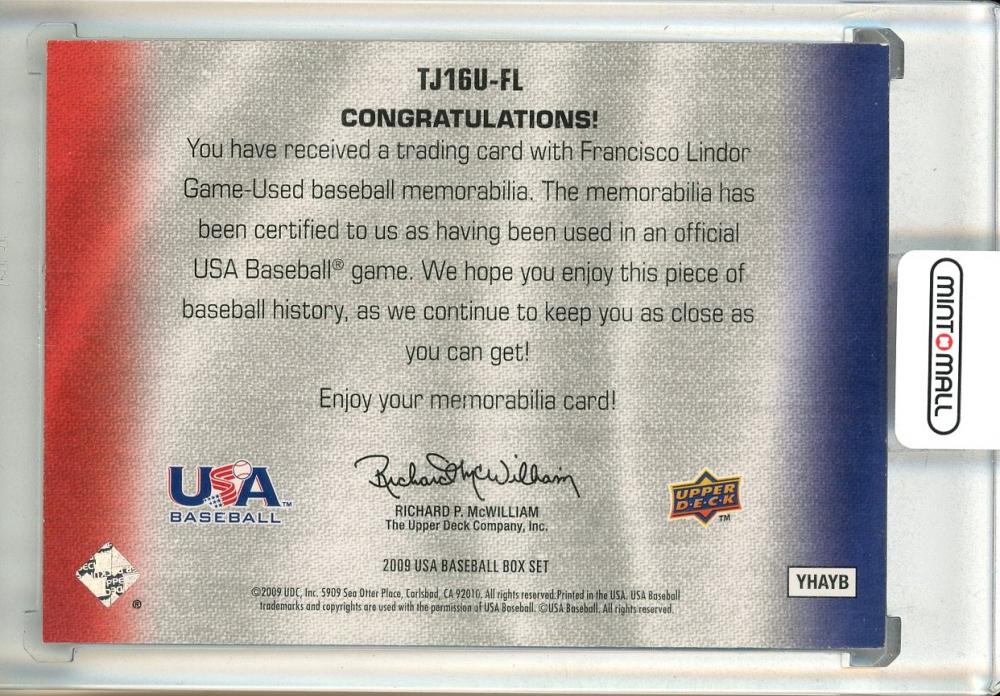 TJ16U-FL
CONGRATULATIONS!
You have received a trading card with Francisco Lindor
Game-Used baseball memorabilia. The memorabilia has
been certified to us as having been used in an official
USA Baseball® game. We hope you enjoy this piece of
baseball history, as we continue to keep you as close as
you can get!
Enjoy your memorabilia card!
USA
BASEBALL™
Richard P. McWilliam
RICHARD P. McWILLIAM
The Upper Deck Company, Inc.
UPPER
D·E·C·K
TM
2009 USA BASEBALL BOX SET
®
YHAYB
©2009 UDC, Inc. 5909 Sea Otter Place, Carlsbad, CA 92010. All rights reserved. Printed in the USA. USA Baseball
trademarks and copyrights are used with the permission of USA Baseball. ©USA Baseball. All rights reserved.
MINTOMALL